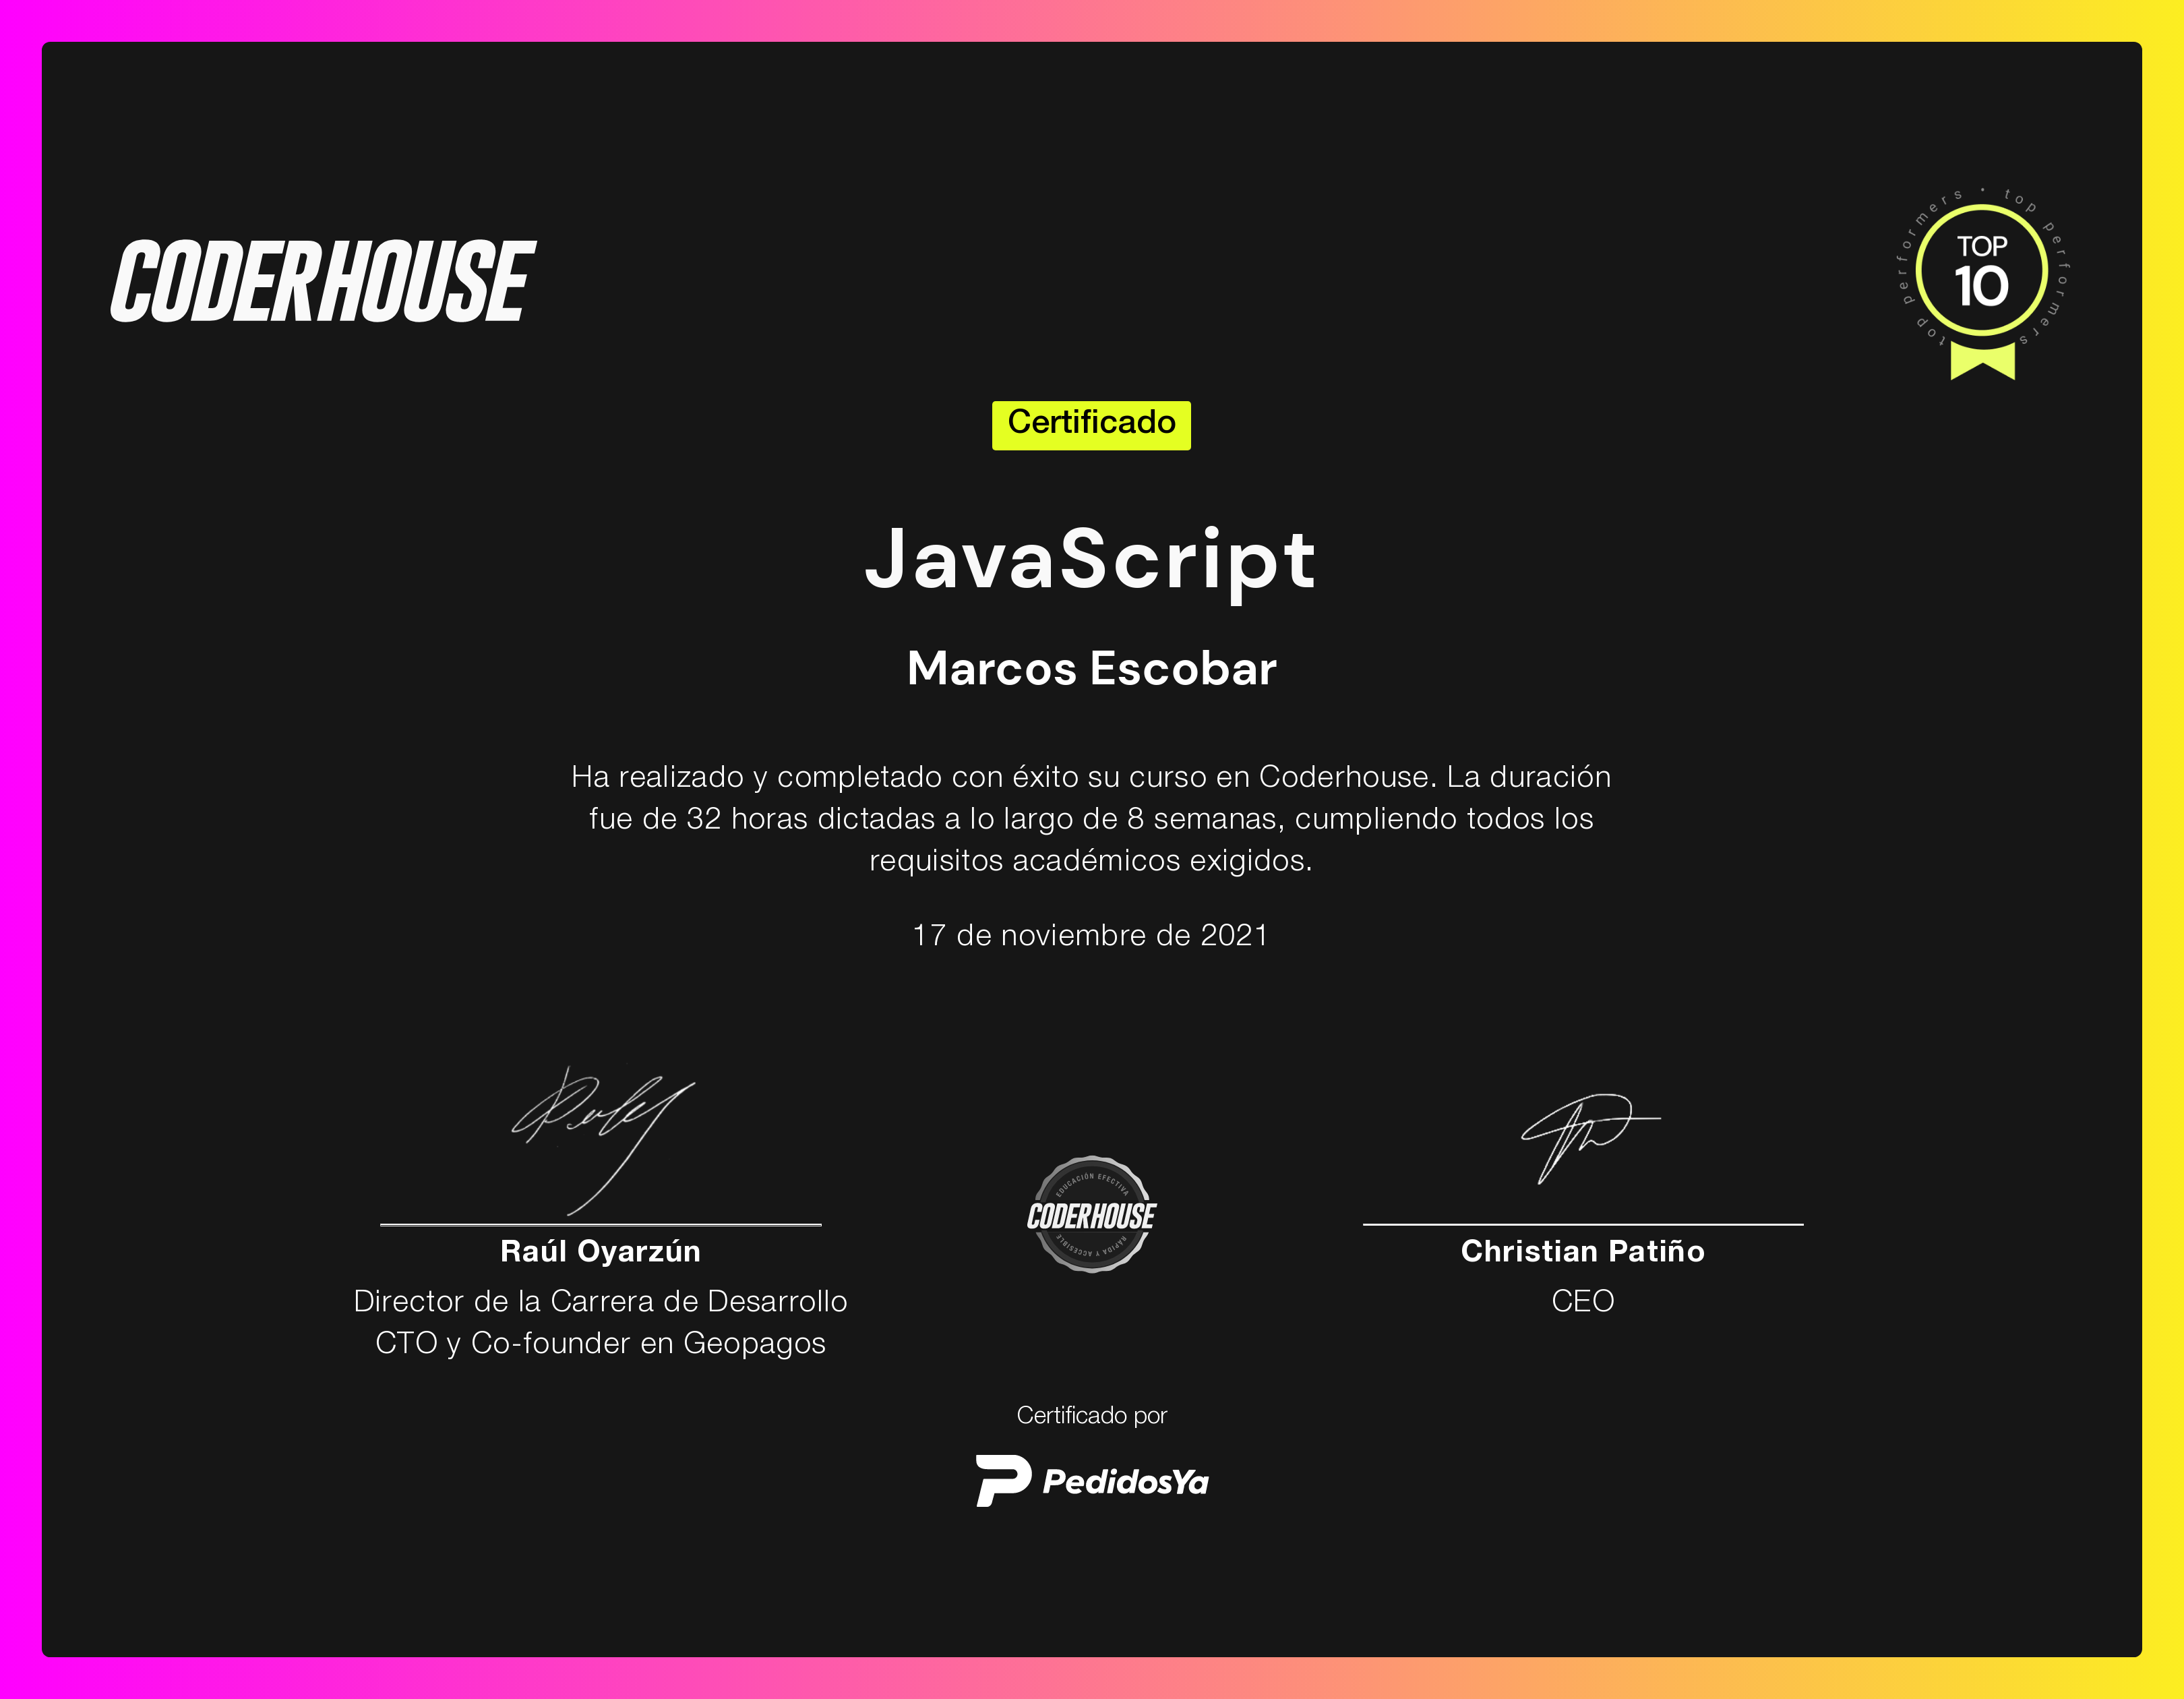 CODERHOUSE
top performers • top performers
TOP
10
Certificado
JavaScript
Marcos Escobar
Ha realizado y completado con éxito su curso en Coderhouse. La duración
fue de 32 horas dictadas a lo largo de 8 semanas, cumpliendo todos los
requisitos académicos exigidos.
17 de noviembre de 2021
Raúl Oyarzún
Director de la Carrera de Desarrollo
CTO y Co-founder en Geopagos
EDUCACIÓN EFECTIVA
CODERHOUSE
RÁPIDA Y ACCESIBLE
Christian Patiño
CEO
Certificado por
PedidosYa